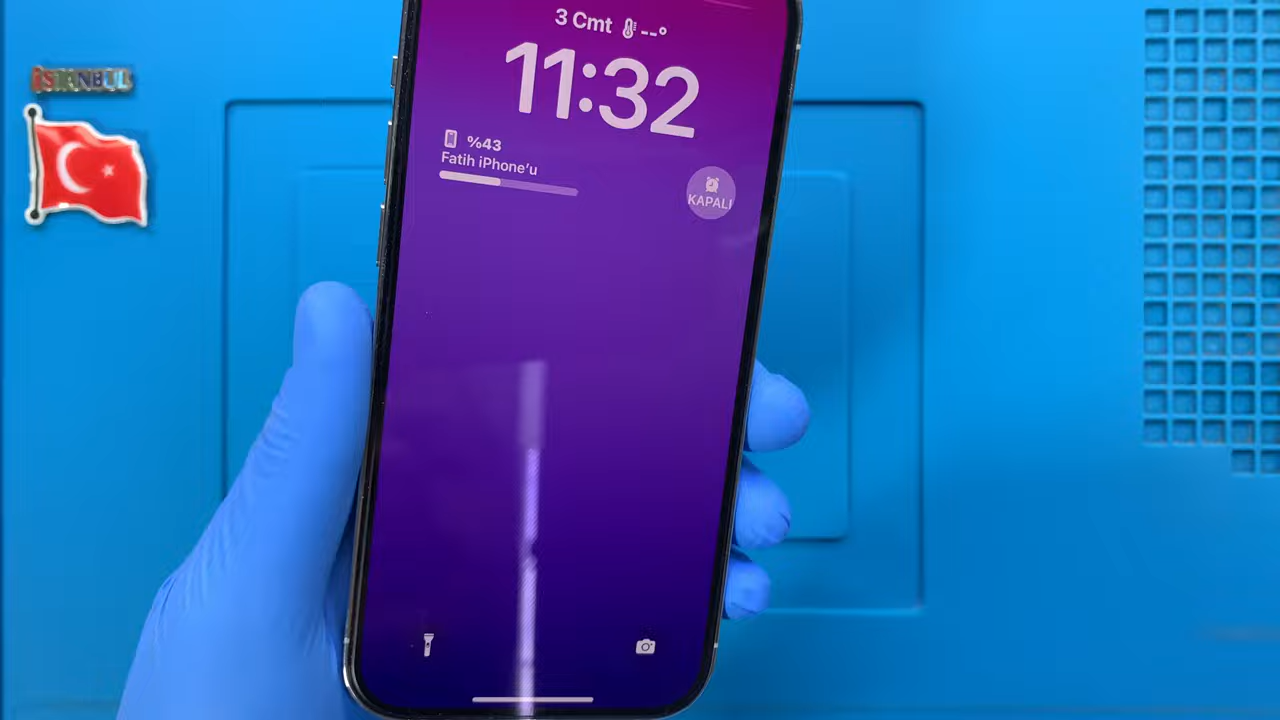 3 Cmt --°
11:32
İSTANBUL
%43
Fatih iPhone'u
KAPALI